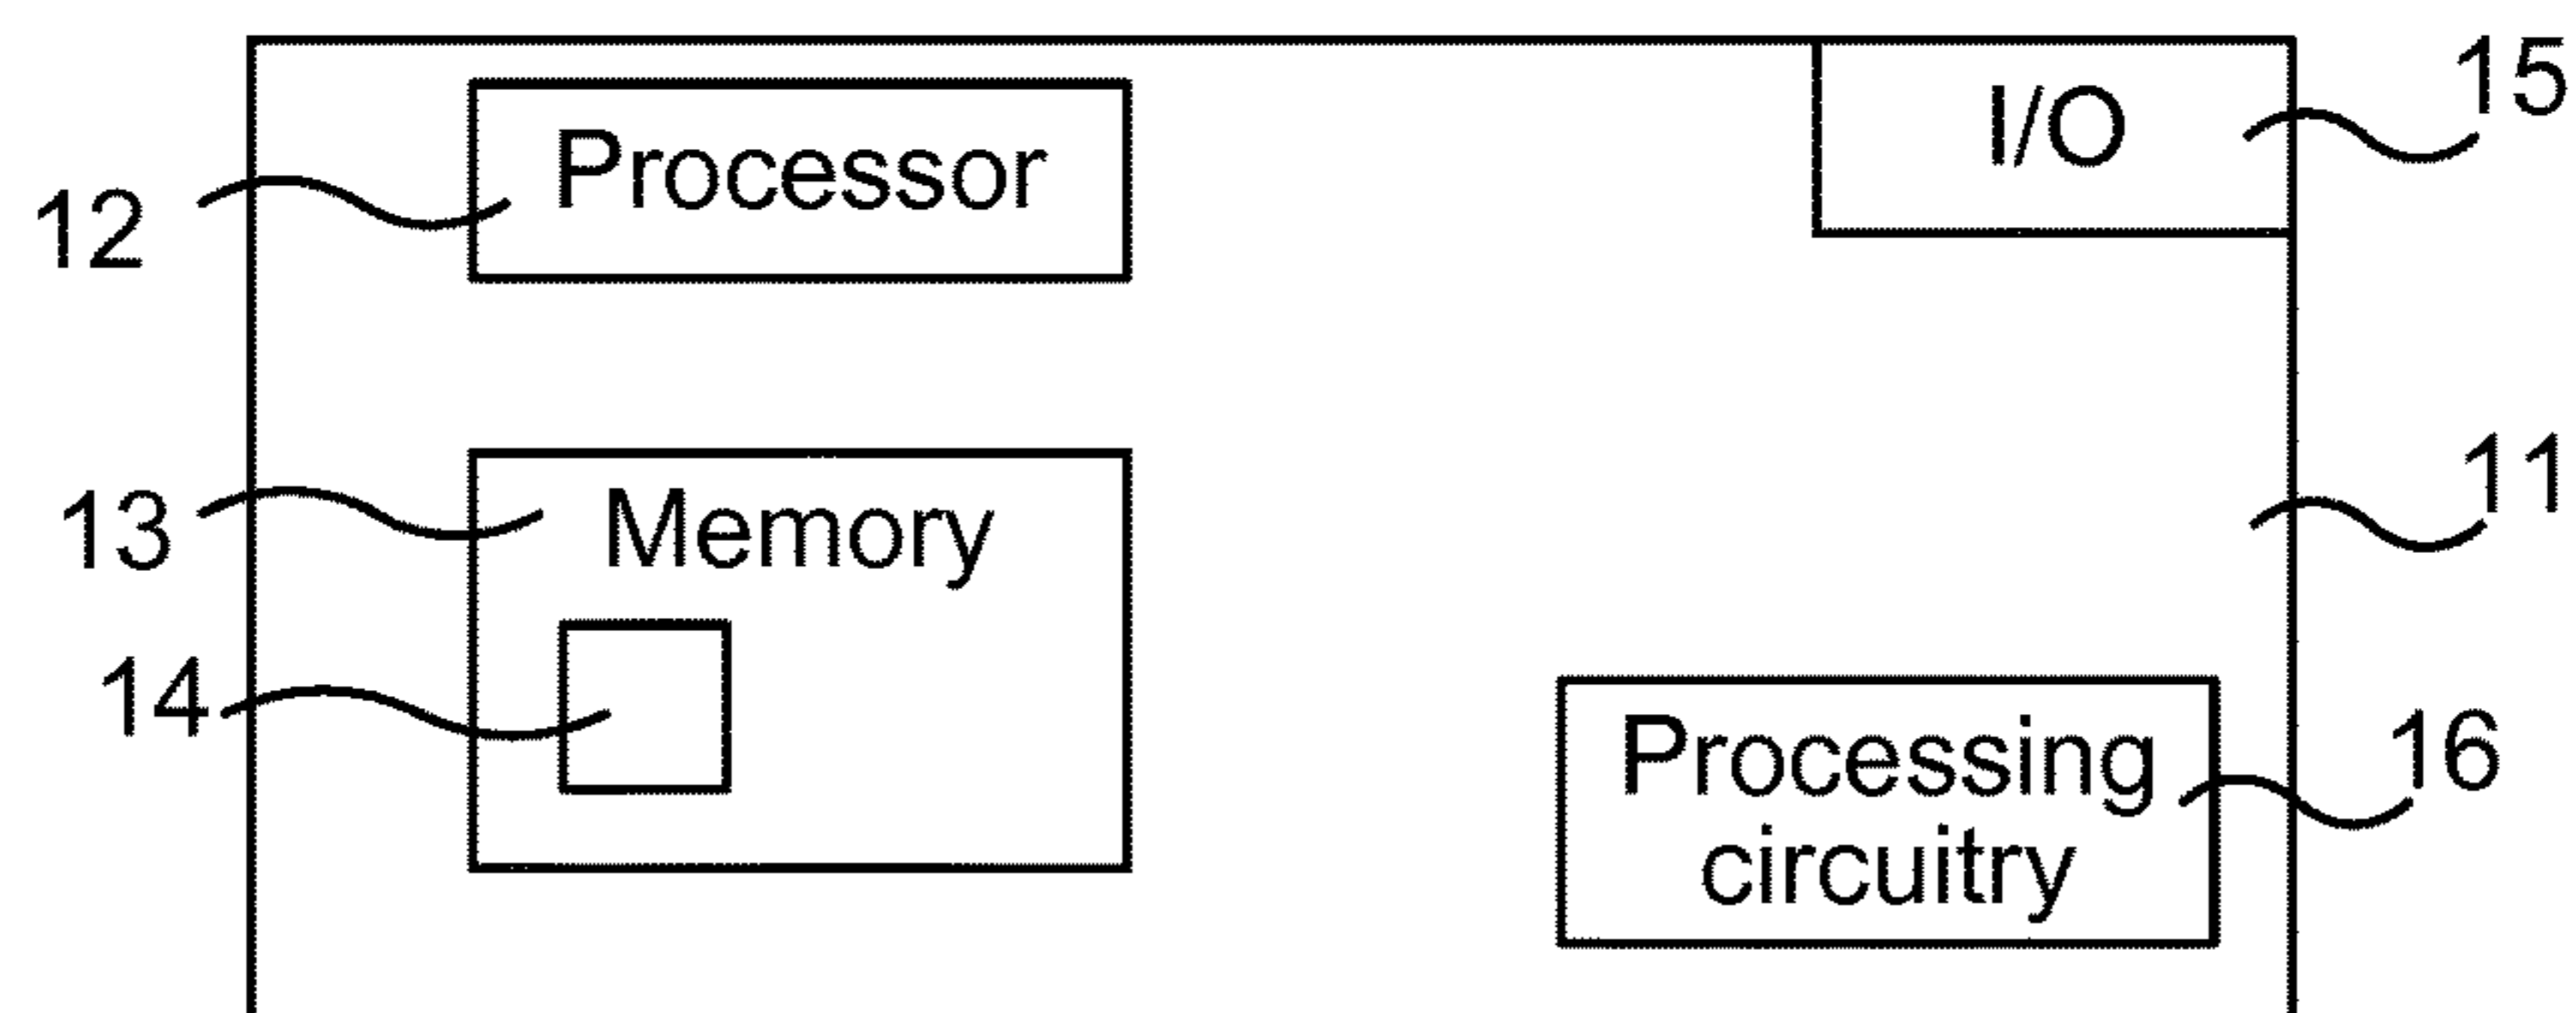 15
I/O
Processor
12
11
13
Memory
14
16
Processing
circuitry